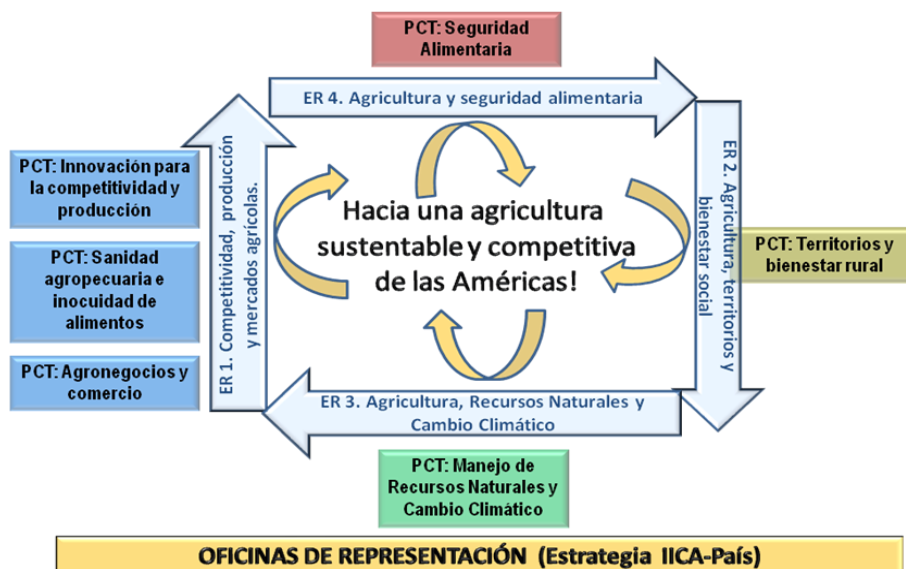 PCT: Seguridad
Alimentaria
ER 4. Agricultura y seguridad alimentaria
PCT: Innovación para
la competitividad y
producción
PCT: Sanidad
agropecuaria e
inocuidad de
alimentos
PCT: Agronegocios y
comercio
ER 1. Competitividad, producción
y mercados agrícolas.
Hacia una agricultura
sustentable y competitiva
de las Américas!
ER 2. Agricultura, territorios y
bienestar social
PCT: Territorios y
bienestar rural
ER 3. Agricultura, Recursos Naturales y
Cambio Climático
PCT: Manejo de
Recursos Naturales y
Cambio Climático
OFICINAS DE REPRESENTACIÓN (Estrategia IICA-País)